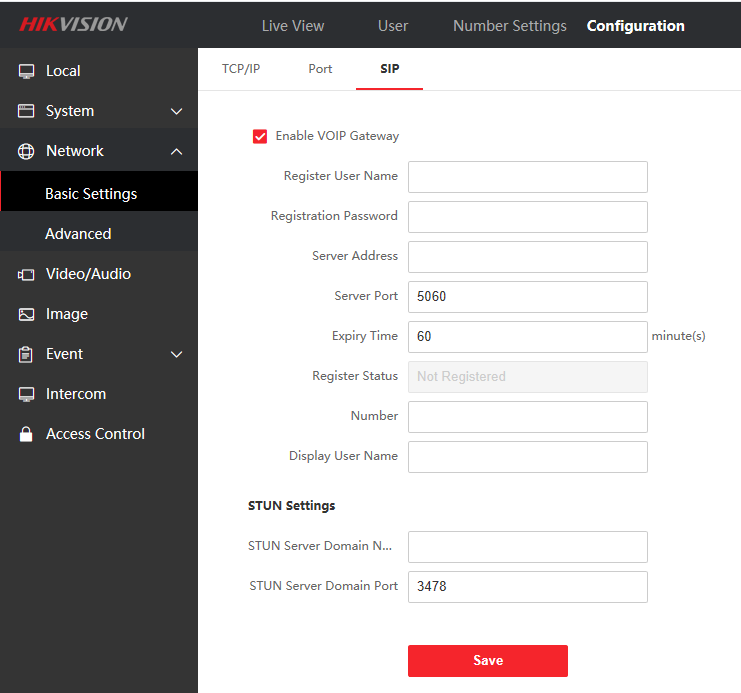 HIKVISION
Live View User Number Settings Configuration
Local
System
Network
Basic Settings
Advanced
Video/Audio
Image
Event
Intercom
Access Control
TCP/IP Port SIP
Enable VOIP Gateway
Register User Name
Registration Password
Server Address
Server Port 5060
Expiry Time 60 minute(s)
Register Status Not Registered
Number
Display User Name
STUN Settings
STUN Server Domain N...
STUN Server Domain Port 3478
Save